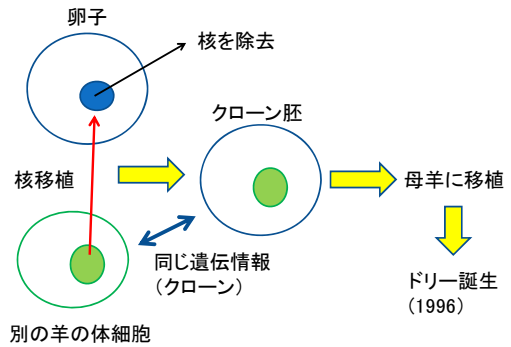 卵子
核を除去
クローン胚
核移植
母羊に移植
同じ遺伝情報
（クローン）
ドリー誕生
(1996)
別の羊の体細胞